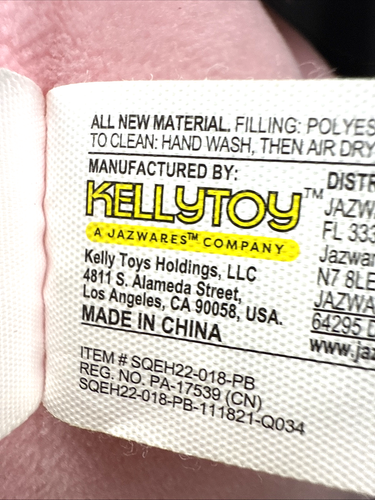 ALL NEW MATERIAL. FILLING: POLYES
TO CLEAN: HAND WASH, THEN AIR DRY
MANUFACTURED BY:
KELLYTOY™
A JAZWARES™ COMPANY
Kelly Toys Holdings, LLC
4811 S. Alameda Street,
Los Angeles, CA 90058, USA.
MADE IN CHINA
ITEM # SQEH22-018-PB
REG. NO. PA-17539 (CN)
SQEH22-018-PB-111821-Q034
DISTR
JAZWA
FL 333
Jazwar
N7 8LE
JAZWA
64295 D
www.jaz